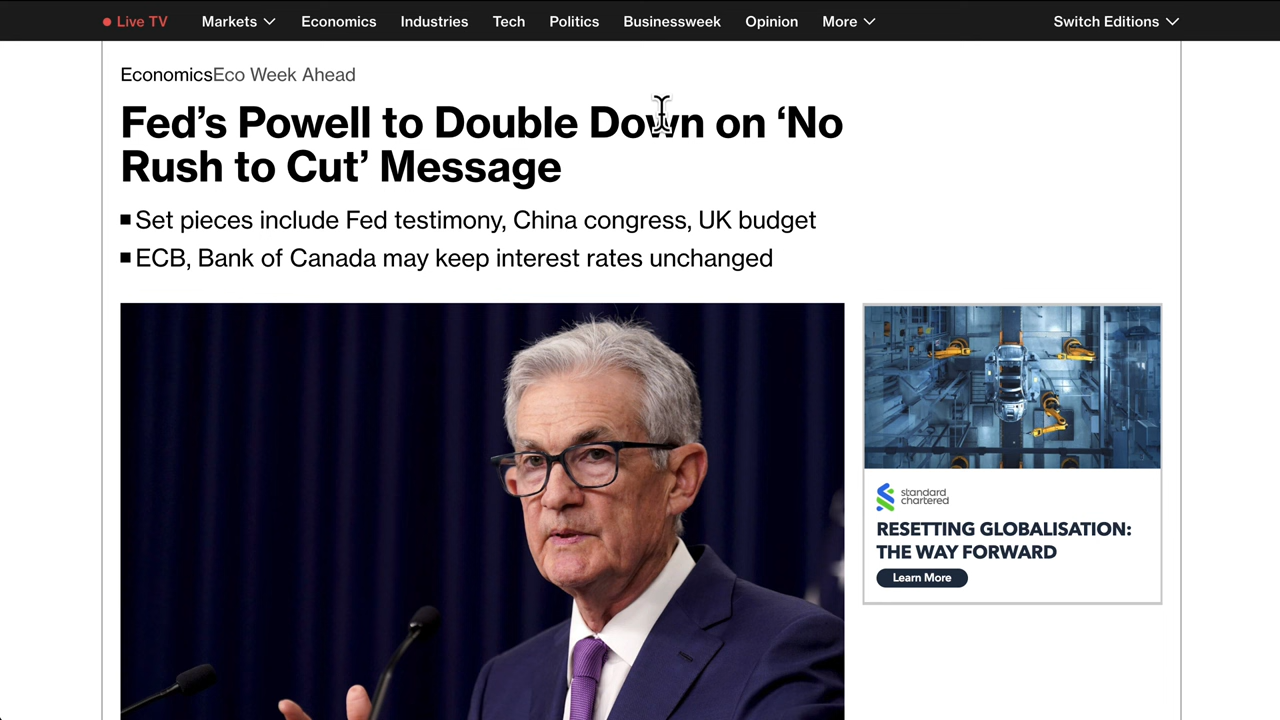 Live TV
Markets
Economics
Industries
Tech
Politics
Businessweek
Opinion
More
Switch Editions
EconomicsEco Week Ahead
Fed’s Powell to Double Down on ‘No
Rush to Cut’ Message
Set pieces include Fed testimony, China congress, UK budget
ECB, Bank of Canada may keep interest rates unchanged
standard
chartered
RESETTING GLOBALISATION:
THE WAY FORWARD
Learn More